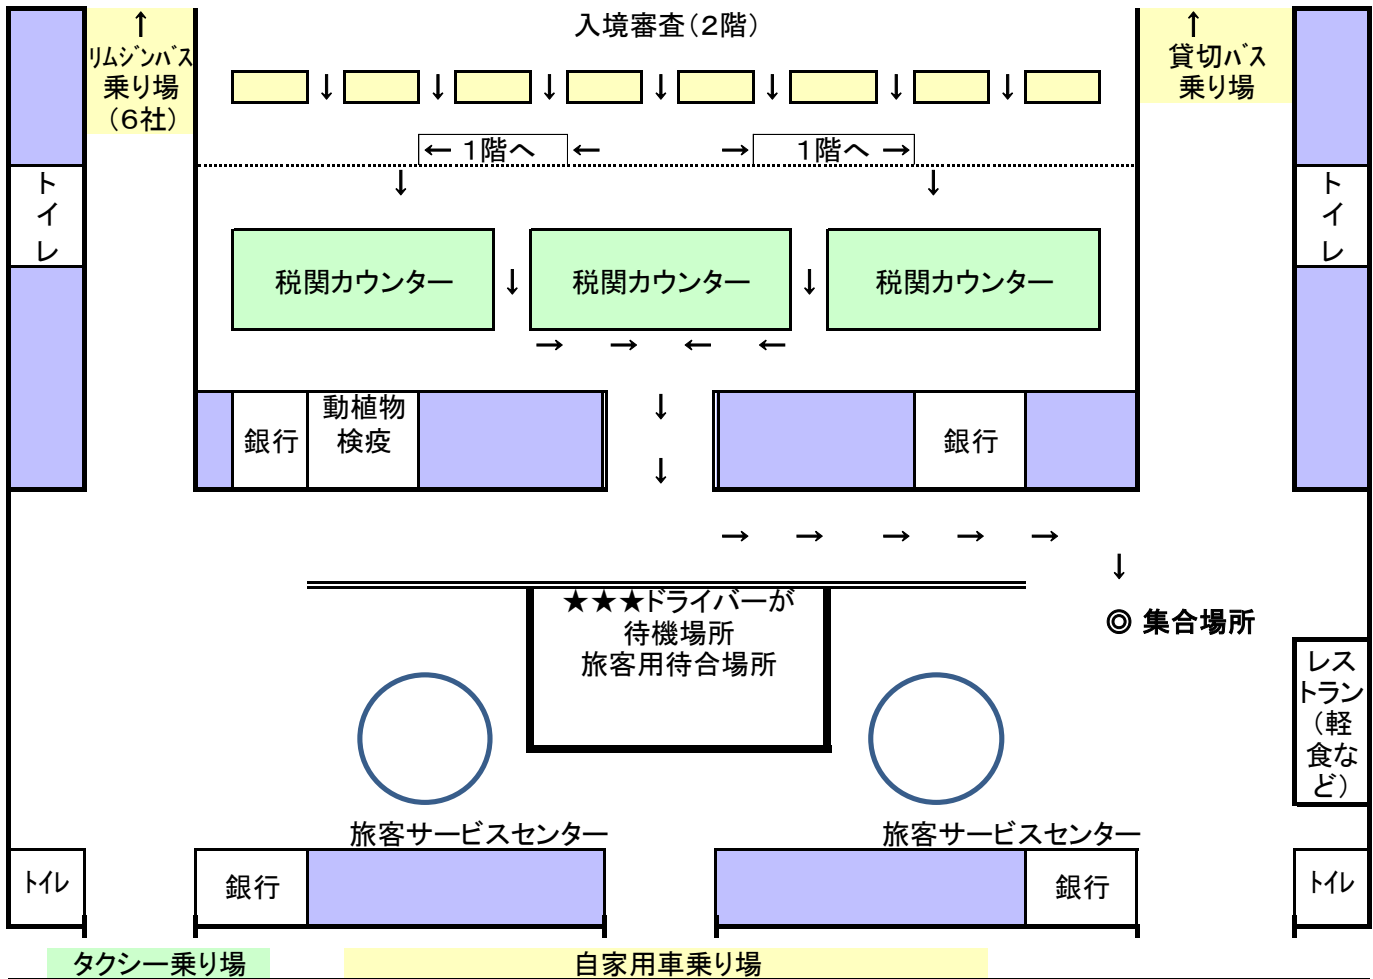 ↑
リムジンバス
乗り場
（6社）
入境審査（2階）
↑
貸切バス
乗り場
↓ ↓ ↓ ↓ ↓ ↓ ↓
← 1階へ ←
→ 1階へ →
↓ ↓
ト
イ
レ
ト
イ
レ
税関カウンター ↓ 税関カウンター ↓ 税関カウンター
→ → ← ←
銀行
動植物
検疫
↓
↓
銀行
→ → → → →
↓
★★★ドライバーが
待機場所
旅客用待合場所
◎ 集合場所
レス
トラン
（軽
食な
ど）
旅客サービスセンター
旅客サービスセンター
トイレ
銀行
銀行
トイレ
タクシー乗り場
自家用車乗り場